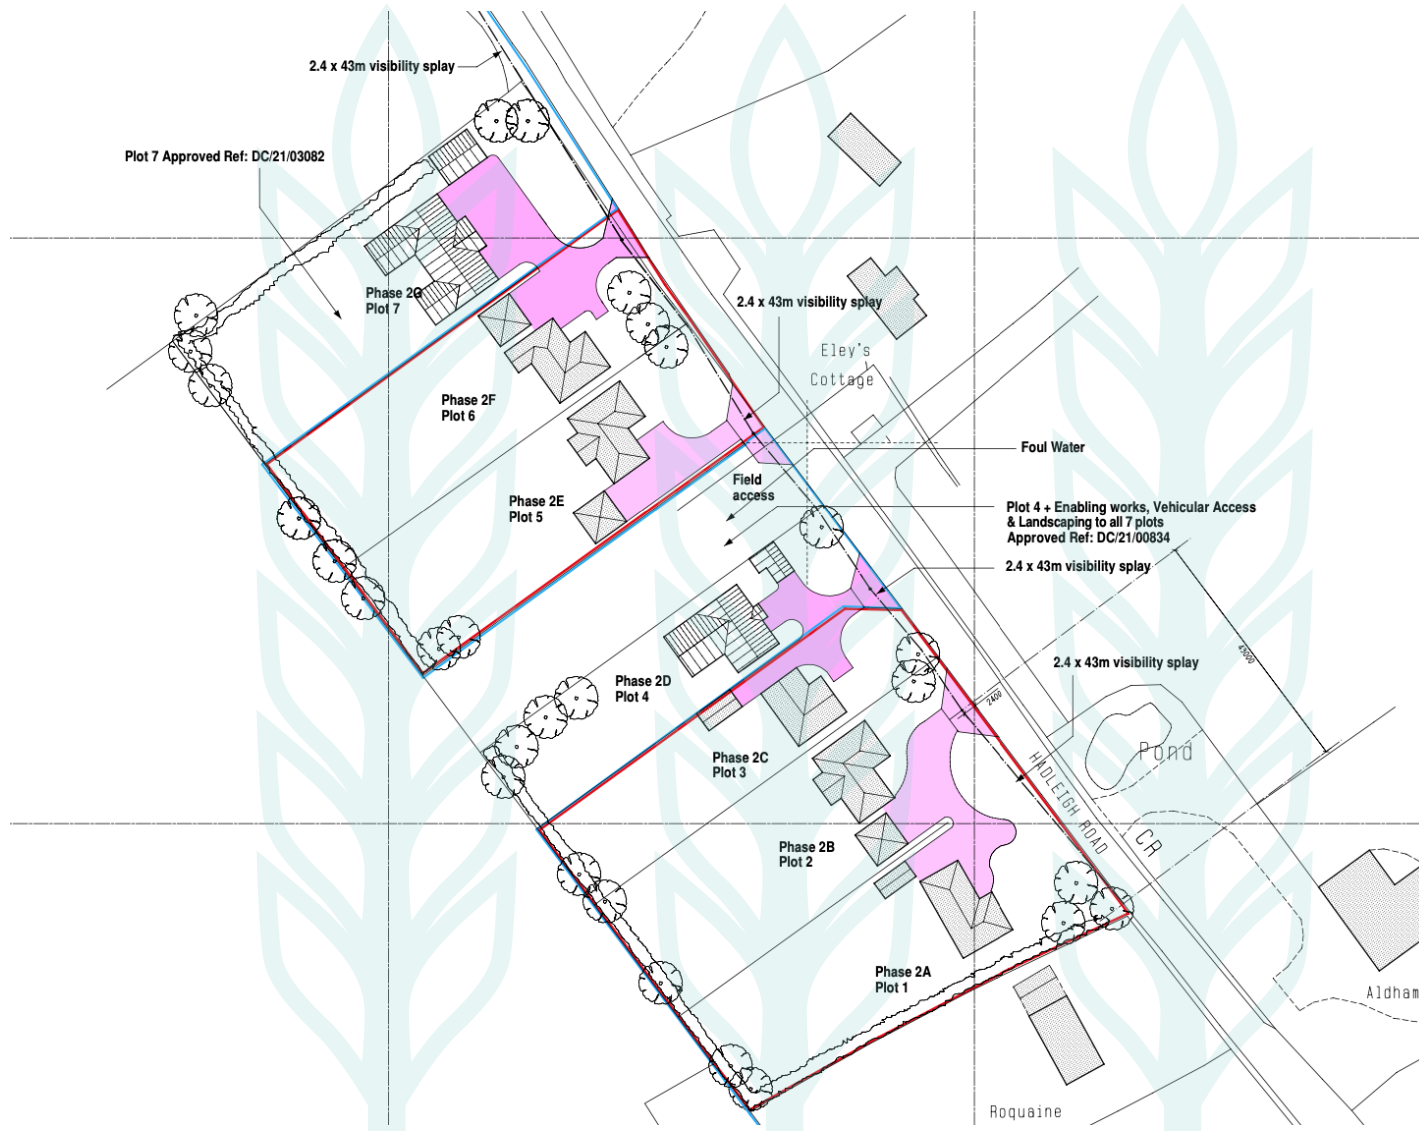 2.4 x 43m visibility splay
Plot 7 Approved Ref: DC/21/03082
Phase 2G
Plot 7
2.4 x 43m visibility splay
Eley's
Cottage
Phase 2F
Plot 6
Foul Water
Field
access
Phase 2E
Plot 5
Plot 4 + Enabling works, Vehicular Access
& Landscaping to all 7 plots
Approved Ref: DC/21/00834
2.4 x 43m visibility splay
43000
2.4 x 43m visibility splay
Phase 2D
Plot 4
2400
Phase 2C
Plot 3
Pond
HADLEIGH ROAD
CR
Phase 2B
Plot 2
Phase 2A
Plot 1
Aldham
Roquaine